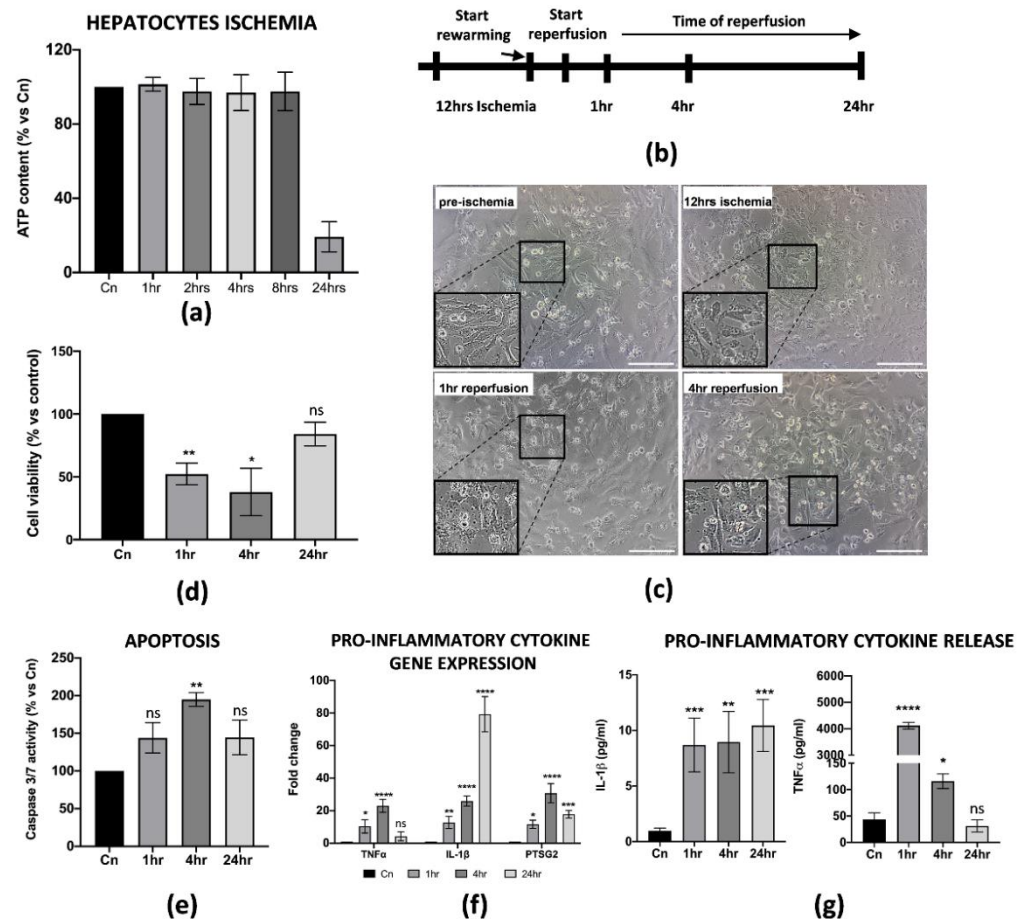 HEPATOCYTES ISCHEMIA
ATP content (% vs Cn)
120
80
40
0
Cn 1hr 2hrs 4hrs 8hrs 24hrs
(a)
Start rewarming
Start reperfusion
Time of reperfusion
12hrs Ischemia 1hr 4hr 24hr
(b)
pre-ischemia
12hrs ischemia
1hr reperfusion
4hr reperfusion
(c)
Cell viability (% vs control)
150
100
50
0
** * ns
Cn 1hr 4hr 24hr
(d)
APOPTOSIS
Caspase 3/7 activity (% vs Cn)
250
200
150
100
50
0
ns ** ns
Cn 1hr 4hr 24hr
(e)
PRO-INFLAMMATORY CYTOKINE
GENE EXPRESSION
Fold change
100
80
60
40
20
0
* **** ns ** **** **** * **** ***
TNFα IL-1β PTSG2
Cn 1hr 4hr 24hr
(f)
PRO-INFLAMMATORY CYTOKINE RELEASE
IL-1β (pg/ml)
15
10
5
0
*** ** ***
Cn 1hr 4hr 24hr
TNFα (pg/ml)
6000
5000
4000
3000
150
100
50
0
**** * ns
Cn 1hr 4hr 24hr
(g)